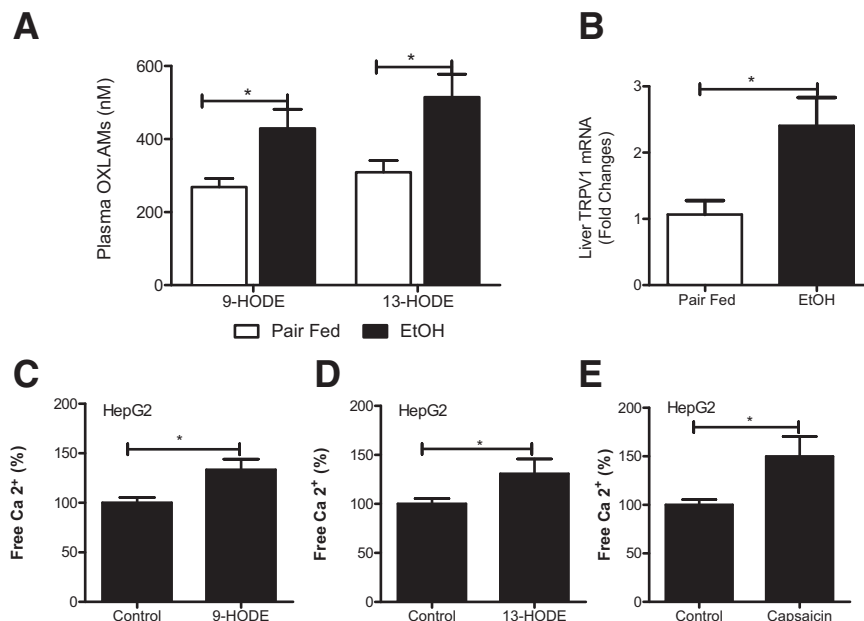 A
Plasma OXLAMs (nM)
600
400
200
0
*
*
9-HODE
13-HODE
Pair Fed
EtOH
B
Liver TRPV1 mRNA
(Fold Changes)
3
2
1
0
*
Pair Fed
EtOH
C
HepG2
Free Ca 2⁺ (%)
200
150
100
50
0
*
Control
9-HODE
D
HepG2
Free Ca 2⁺ (%)
200
150
100
50
0
*
Control
13-HODE
E
HepG2
Free Ca 2⁺ (%)
200
150
100
50
0
*
Control
Capsaicin